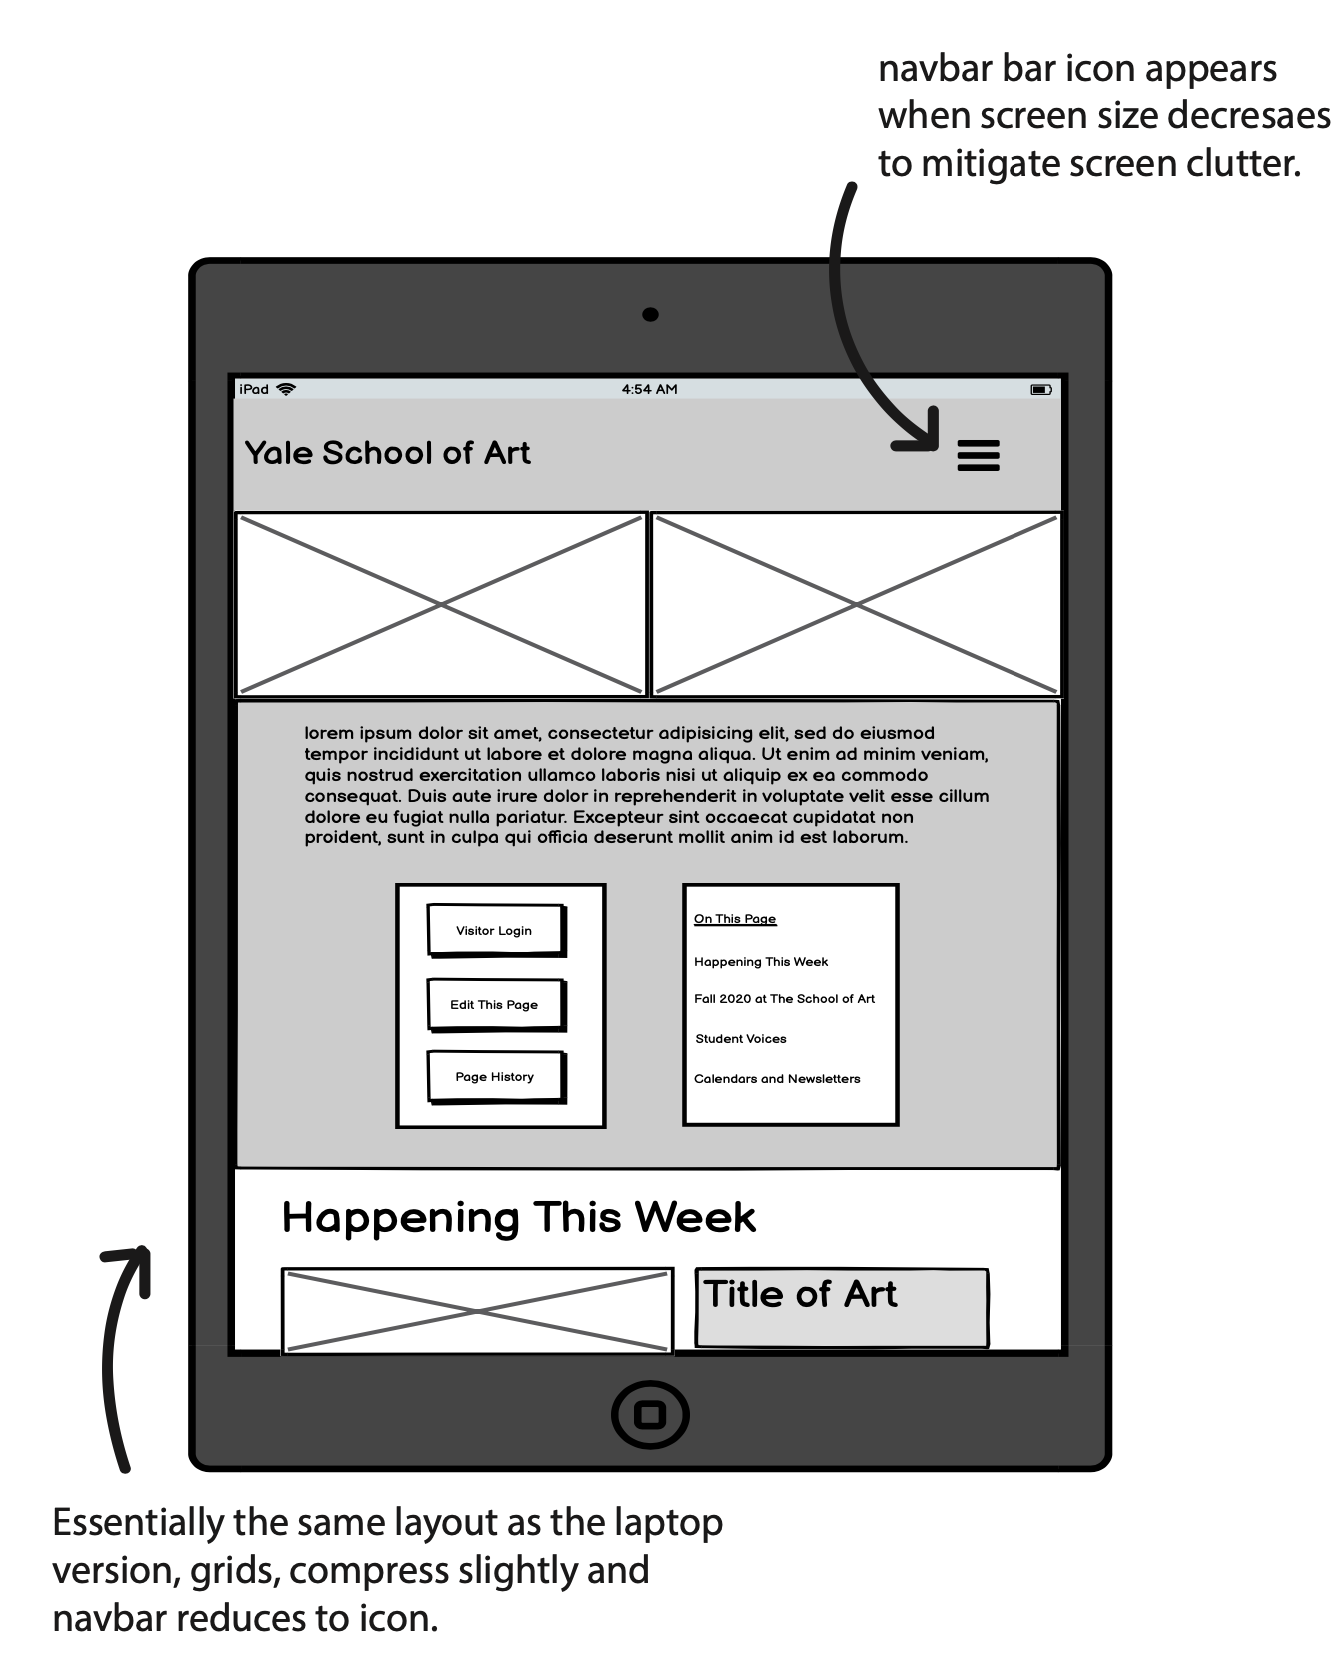 navbar bar icon appears
when screen size decresaes
to mitigate screen clutter.
iPad
4:54 AM
Yale School of Art
lorem ipsum dolor sit amet, consectetur adipisicing elit, sed do eiusmod
tempor incididunt ut labore et dolore magna aliqua. Ut enim ad minim veniam,
quis nostrud exercitation ullamco laboris nisi ut aliquip ex ea commodo
consequat. Duis aute irure dolor in reprehenderit in voluptate velit esse cillum
dolore eu fugiat nulla pariatur. Excepteur sint occaecat cupidatat non
proident, sunt in culpa qui officia deserunt mollit anim id est laborum.
Visitor Login
Edit This Page
Page History
On This Page
Happening This Week
Fall 2020 at The School of Art
Student Voices
Calendars and Newsletters
Happening This Week
Title of Art
Essentially the same layout as the laptop
version, grids, compress slightly and
navbar reduces to icon.